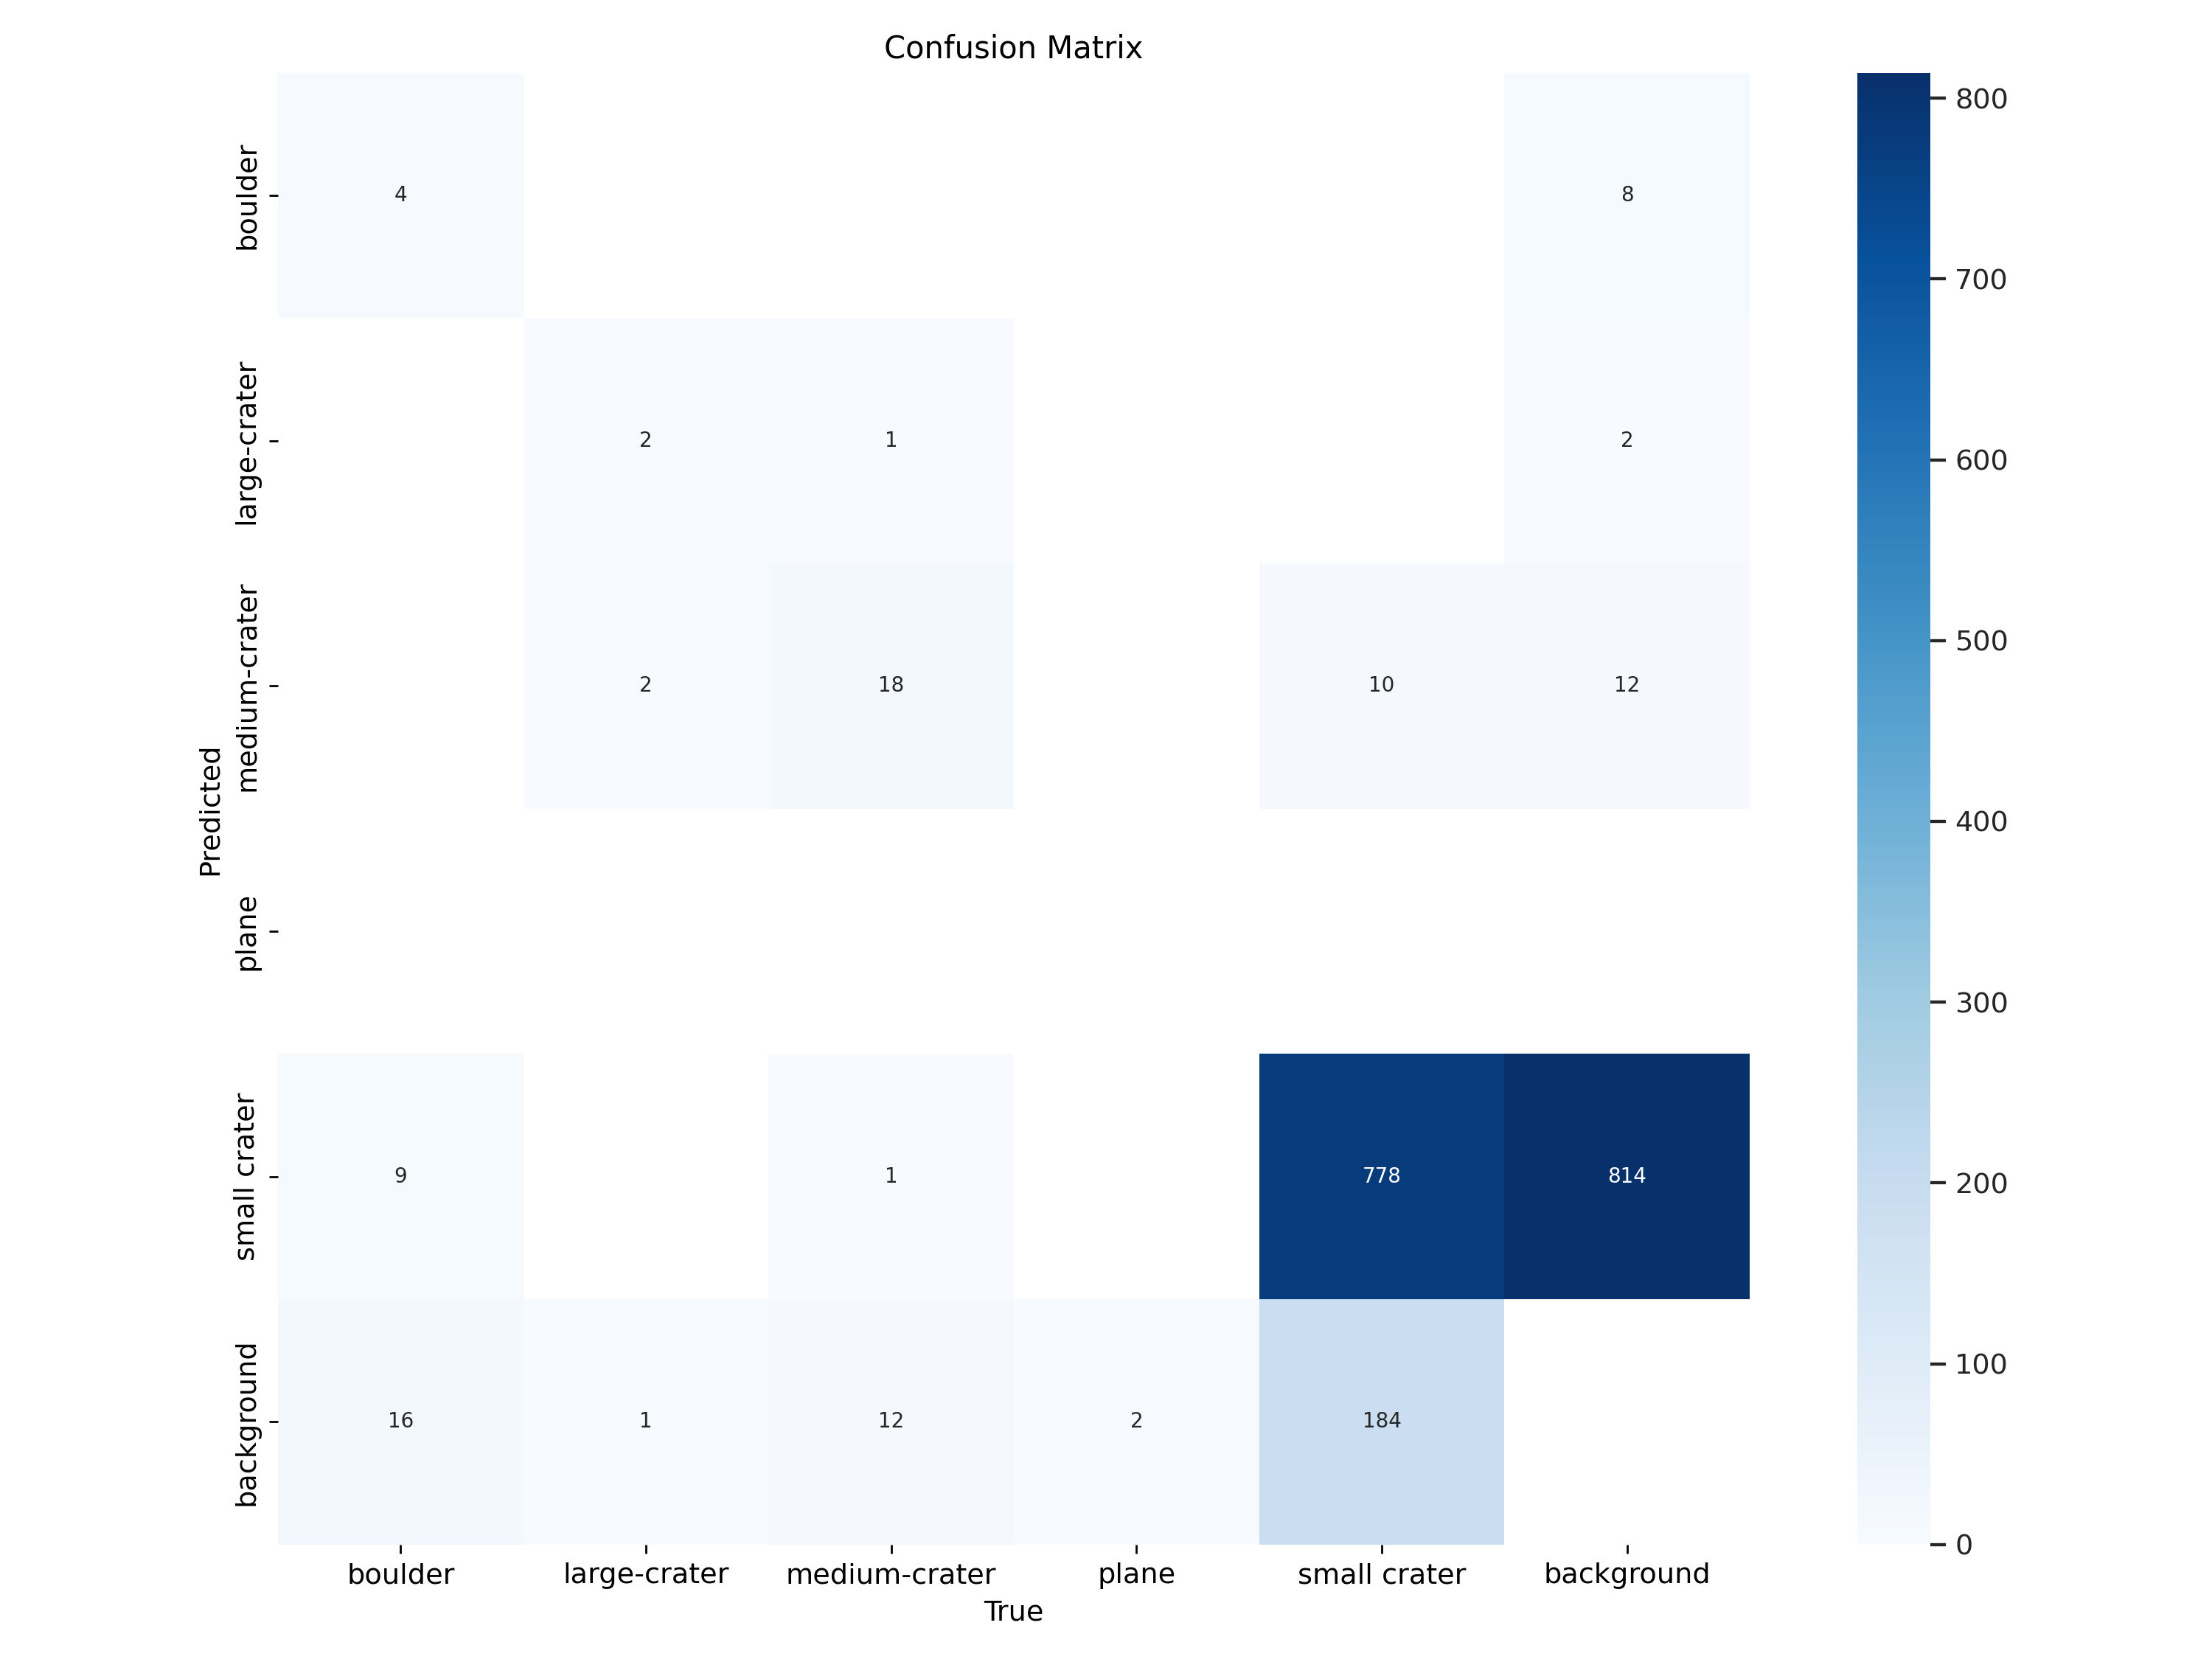 Confusion Matrix
boulder
4
8
large-crater
2
1
2
medium-crater
2
18
10
12
plane
small crater
9
1
778
814
background
16
1
12
2
184
Predicted
boulder
large-crater
medium-crater
plane
small crater
background
True
800
700
600
500
400
300
200
100
0